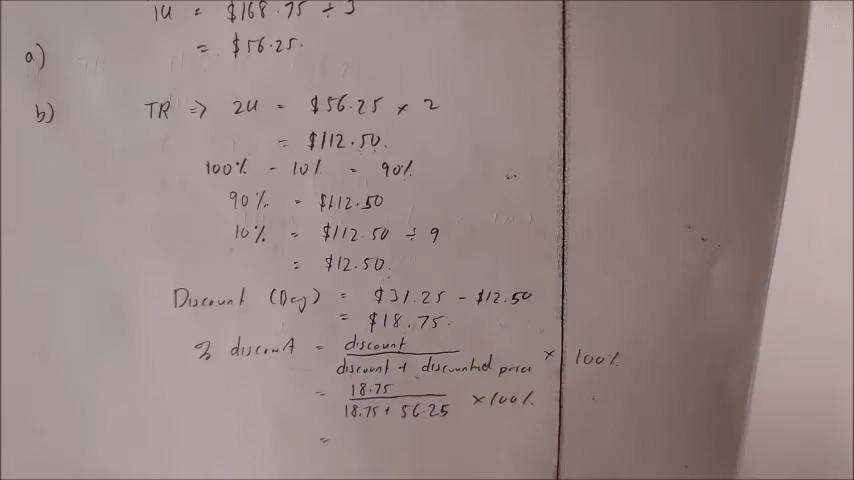 1U = $168.75 ÷ 3
a) = $56.25.
b) TR => 2U = $56.25 × 2
= $112.50.
100% - 10% = 90%
90% = $112.50
10% = $112.50 ÷ 9
= $12.50.
Discount (Day) = $31.25 - $12.50
= $18.75.
% discount = discount / discount + discounted price × 100%
= 18.75 / 18.75 + 56.25 × 100%.
=